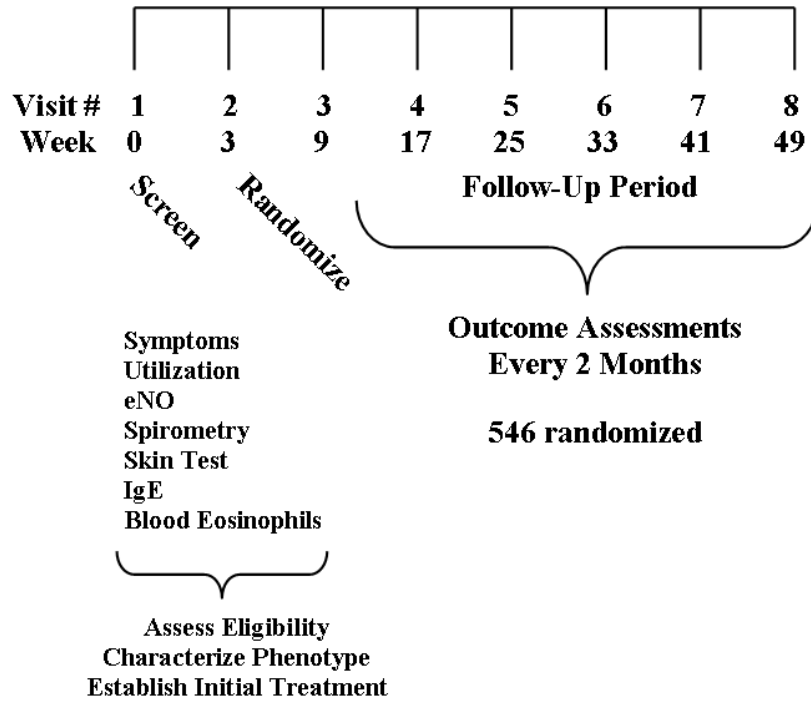 Visit # 1 2 3 4 5 6 7 8
Week 0 3 9 17 25 33 41 49
Screen
Randomize
Follow-Up Period
Symptoms
Utilization
eNO
Spirometry
Skin Test
IgE
Blood Eosinophils
Outcome Assessments
Every 2 Months
546 randomized
Assess Eligibility
Characterize Phenotype
Establish Initial Treatment